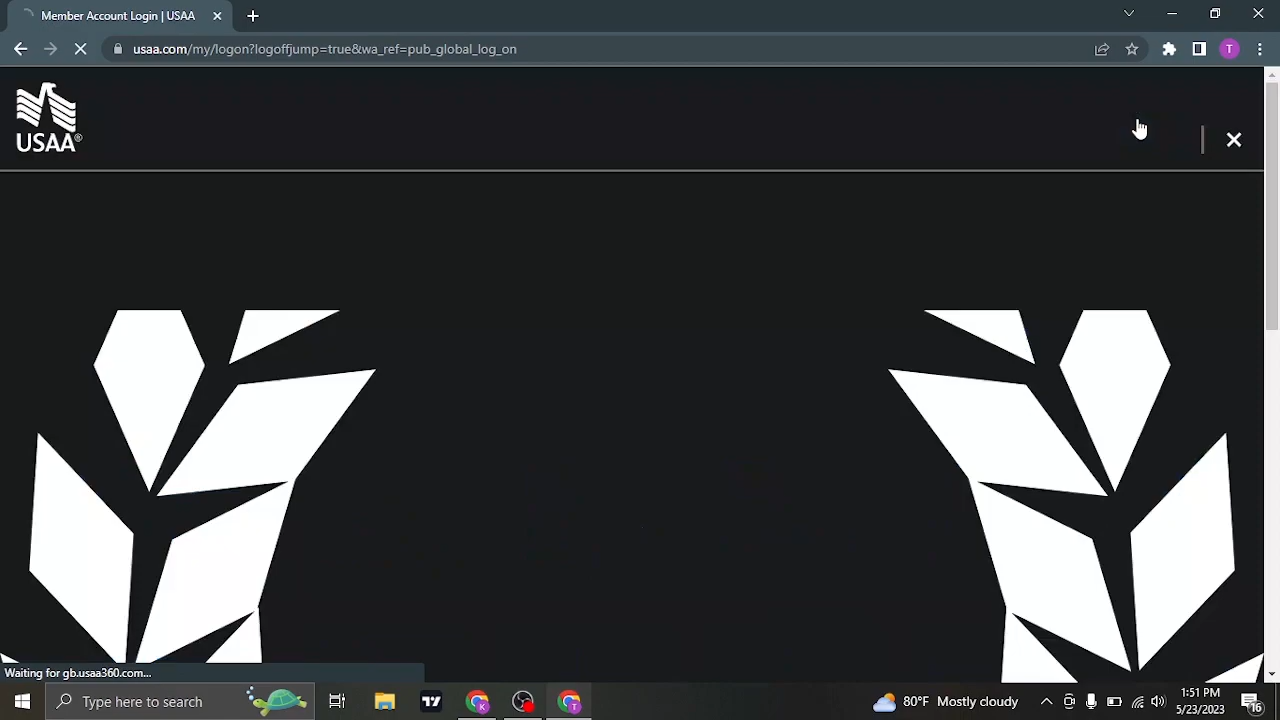 Member Account Login | USAA
usaa.com/my/logon?logoffjump=true&wa_ref=pub_global_log_on
T
USAA®
Waiting for gb.usaa360.com...
Type here to search
K
T
80°F Mostly cloudy
1:51 PM
5/23/2023
16